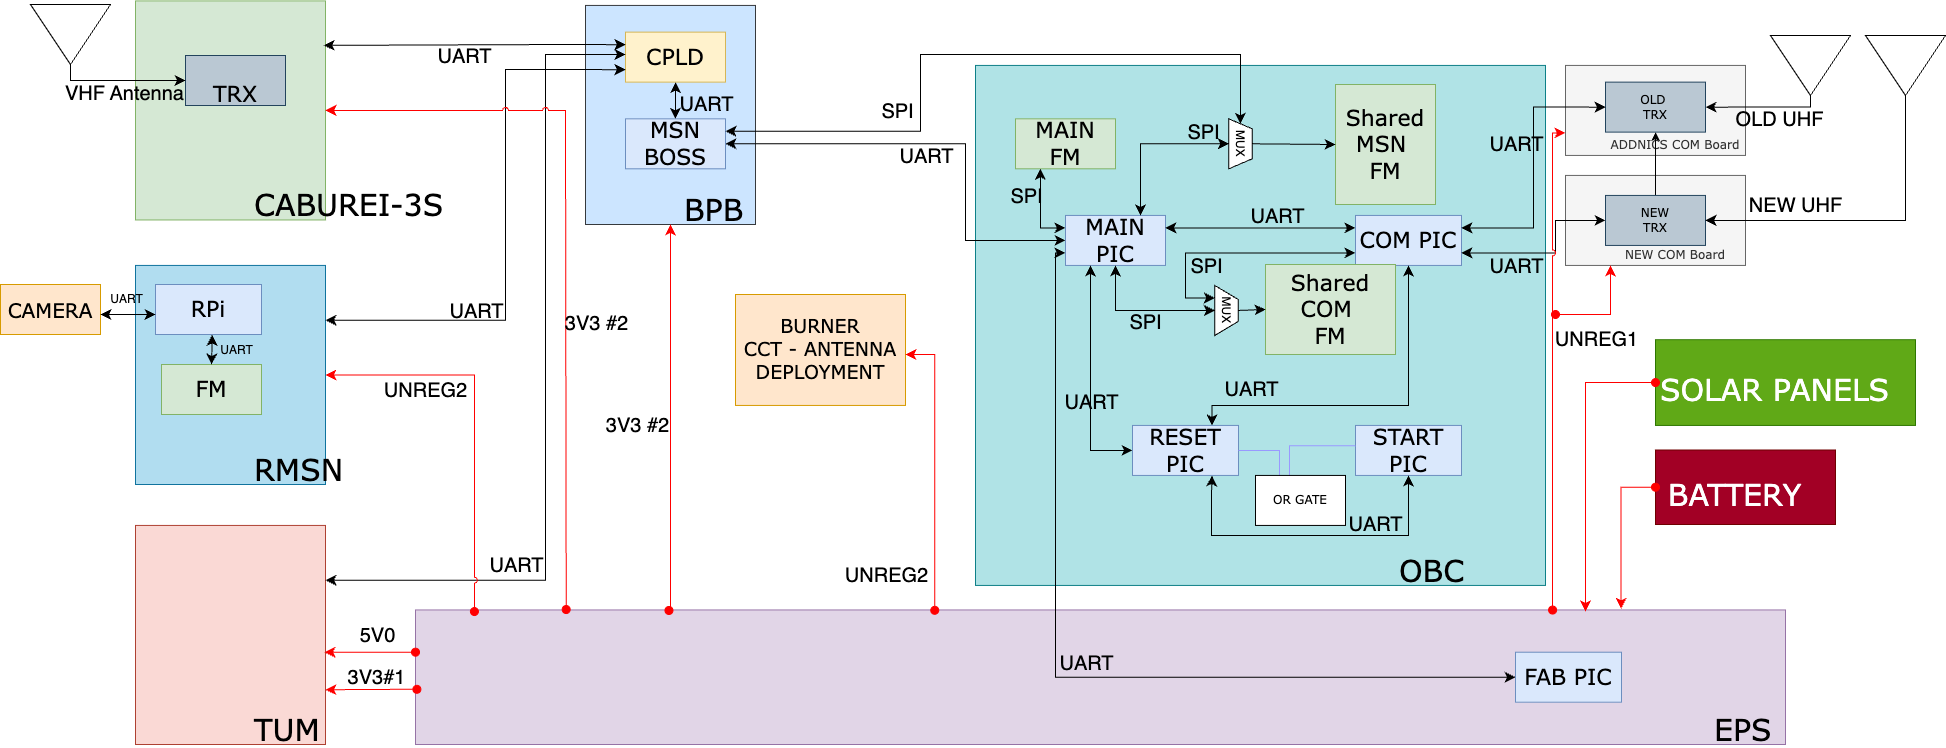 VHF Antenna
TRX
CABUREI-3S
UART
CPLD
UART
MSN
BOSS
BPB
SPI
UART
MAIN
FM
SPI
SPI
MUX
Shared
MSN
FM
MAIN
PIC
UART
COM PIC
SPI
SPI
MUX
Shared
COM
FM
UART
UART
RESET
PIC
START
PIC
OR GATE
UART
OBC
UART
UART
OLD
TRX
ADDNICS COM Board
OLD UHF
NEW
TRX
NEW COM Board
NEW UHF
UNREG1
CAMERA
UART
RPi
UART
FM
RMSN
UART
UNREG2
3V3 #2
3V3 #2
BURNER
CCT - ANTENNA
DEPLOYMENT
UNREG2
SOLAR PANELS
BATTERY
UART
TUM
5V0
3V3#1
UART
FAB PIC
EPS